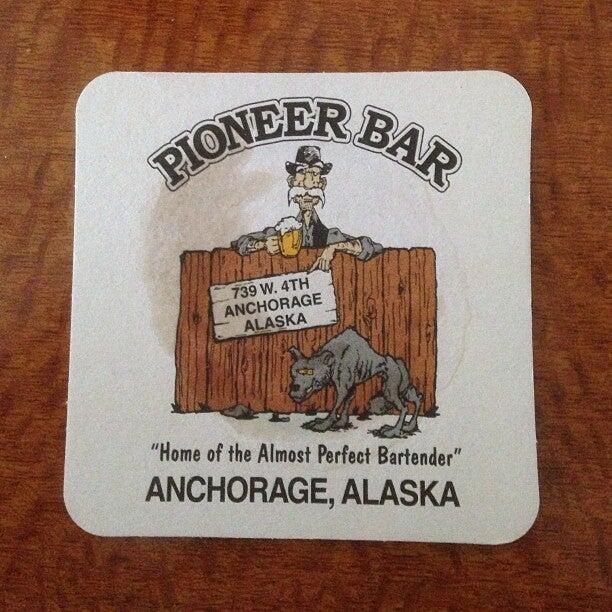 PIONEER BAR
739 W. 4TH
ANCHORAGE
ALASKA
"Home of the Almost Perfect Bartender"
ANCHORAGE, ALASKA